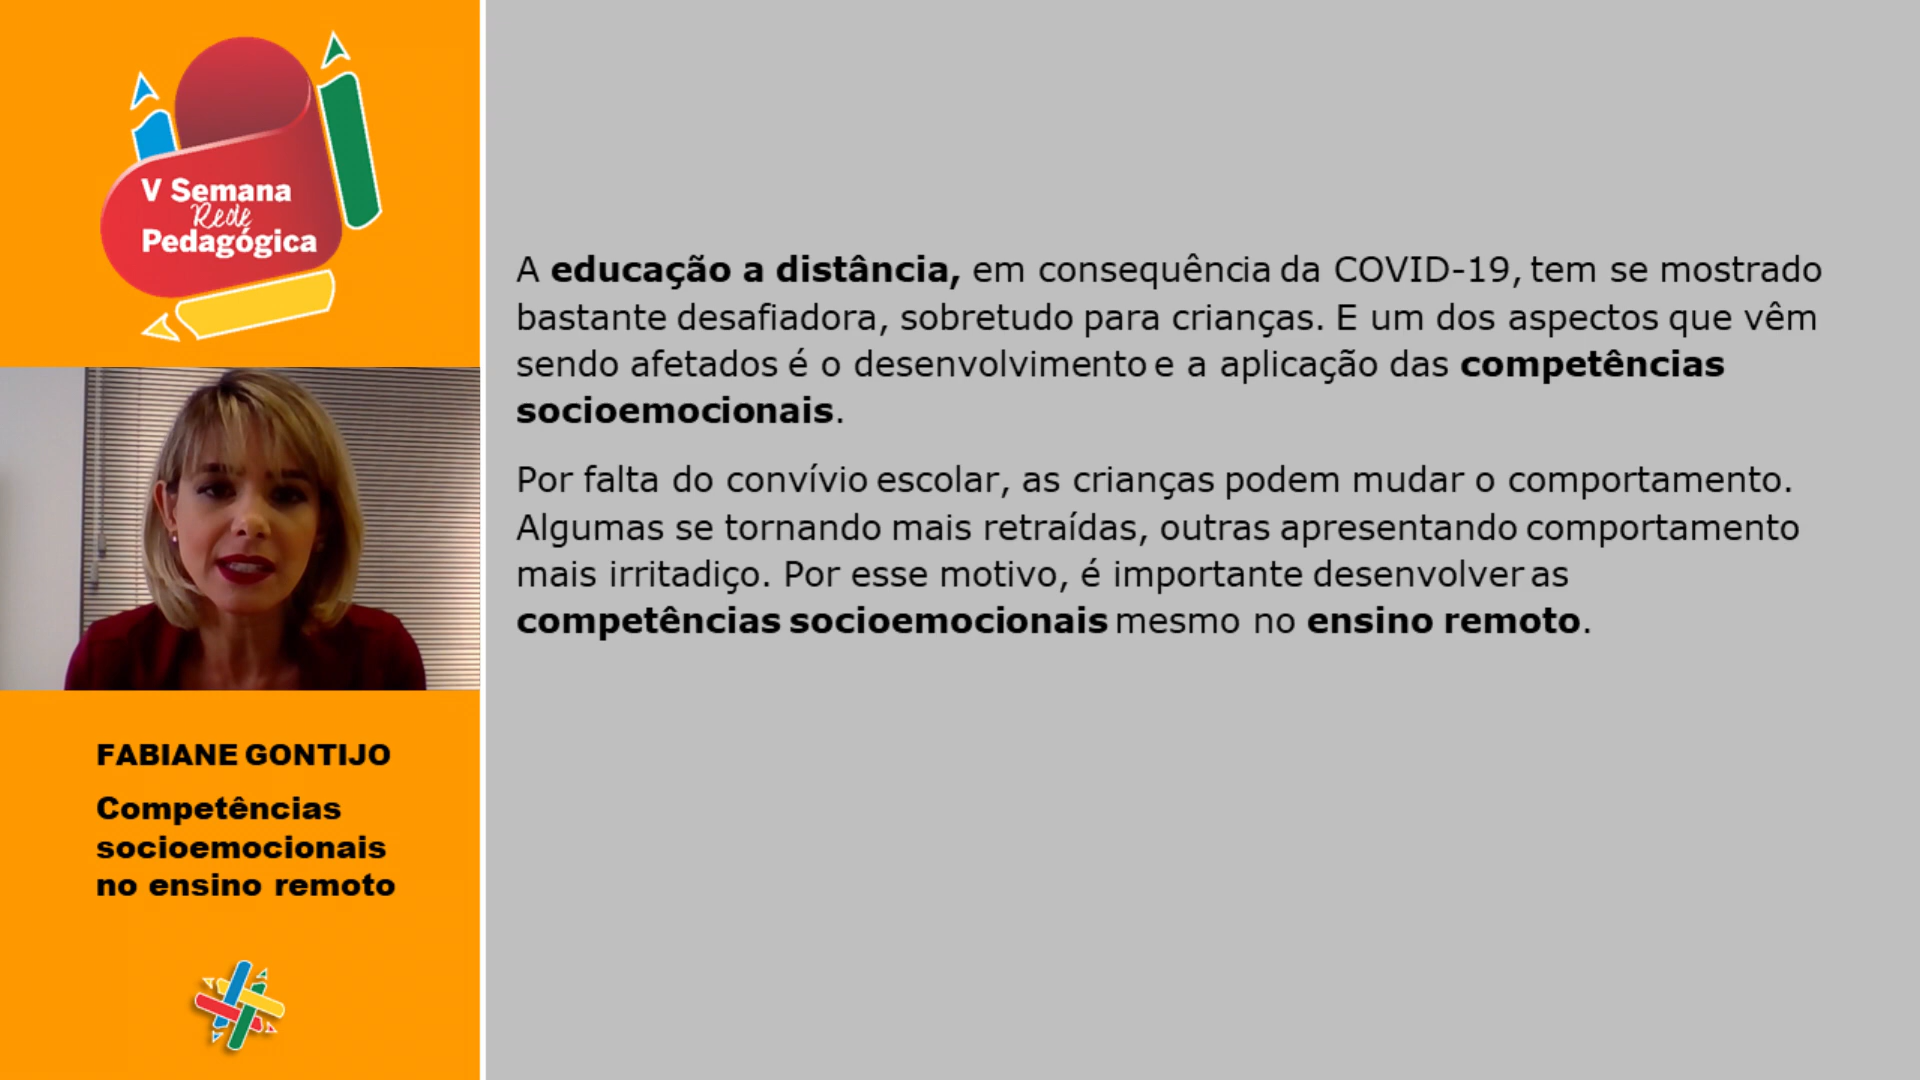 V Semana
Rede
Pedagógica
FABIANE GONTIJO
Competências
socioemocionais
no ensino remoto
A educação a distância, em consequência da COVID-19, tem se mostrado
bastante desafiadora, sobretudo para crianças. E um dos aspectos que vêm
sendo afetados é o desenvolvimento e a aplicação das competências
socioemocionais.
Por falta do convívio escolar, as crianças podem mudar o comportamento.
Algumas se tornando mais retraídas, outras apresentando comportamento
mais irritadiço. Por esse motivo, é importante desenvolver as
competências socioemocionais mesmo no ensino remoto.